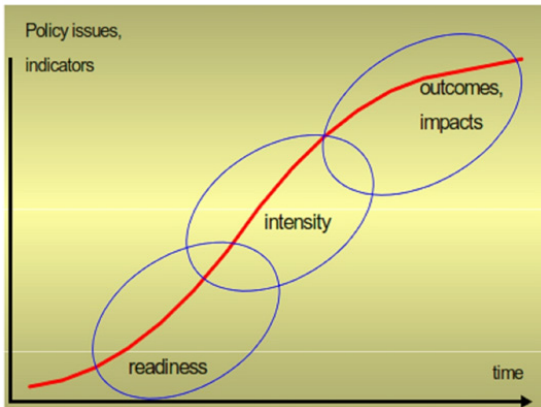 Policy issues,
indicators
outcomes,
impacts
intensity
readiness
time